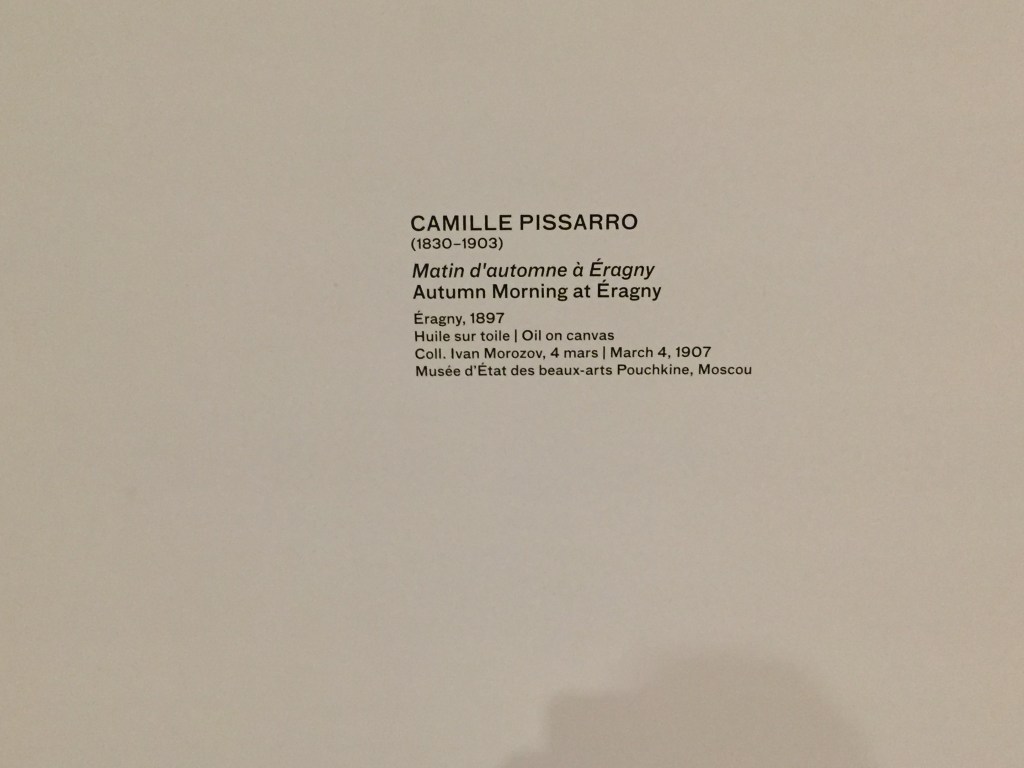 CAMILLE PISSARRO
(1830–1903)
Matin d'automne à Éragny
Autumn Morning at Éragny
Éragny, 1897
Huile sur toile | Oil on canvas
Coll. Ivan Morozov, 4 mars | March 4, 1907
Musée d'État des beaux-arts Pouchkine, Moscou